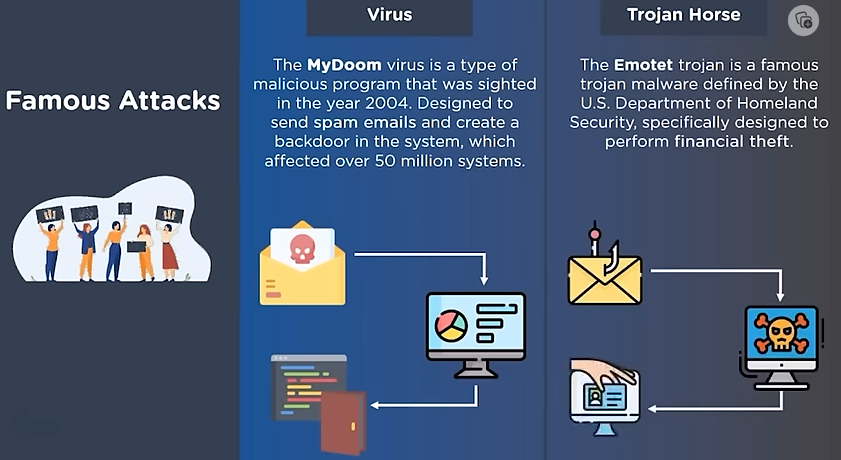 Virus
Trojan Horse
Famous Attacks
The MyDoom virus is a type of
malicious program that was sighted
in the year 2004. Designed to
send spam emails and create a
backdoor in the system, which
affected over 50 million systems.
The Emotet trojan is a famous
trojan malware defined by the
U.S. Department of Homeland
Security, specifically designed to
perform financial theft.